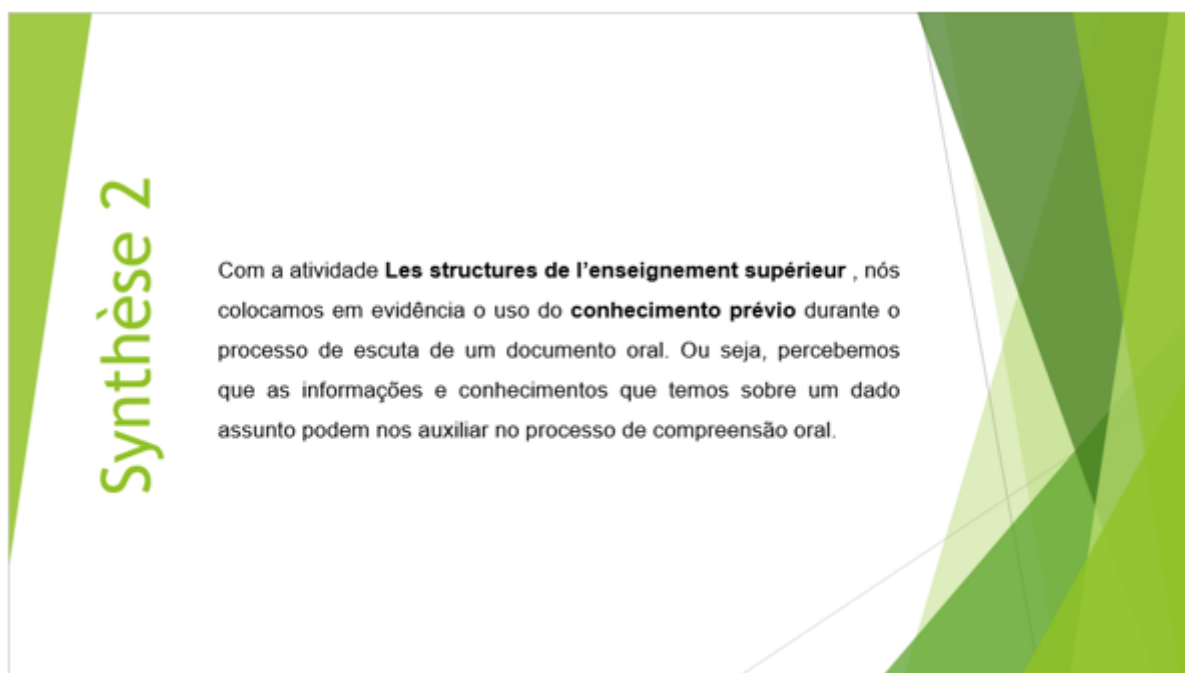 Synthèse 2
Com a atividade Les structures de l’enseignement supérieur , nós
colocamos em evidência o uso do conhecimento prévio durante o
processo de escuta de um documento oral. Ou seja, percebemos
que as informações e conhecimentos que temos sobre um dado
assunto podem nos auxiliar no processo de compreensão oral.